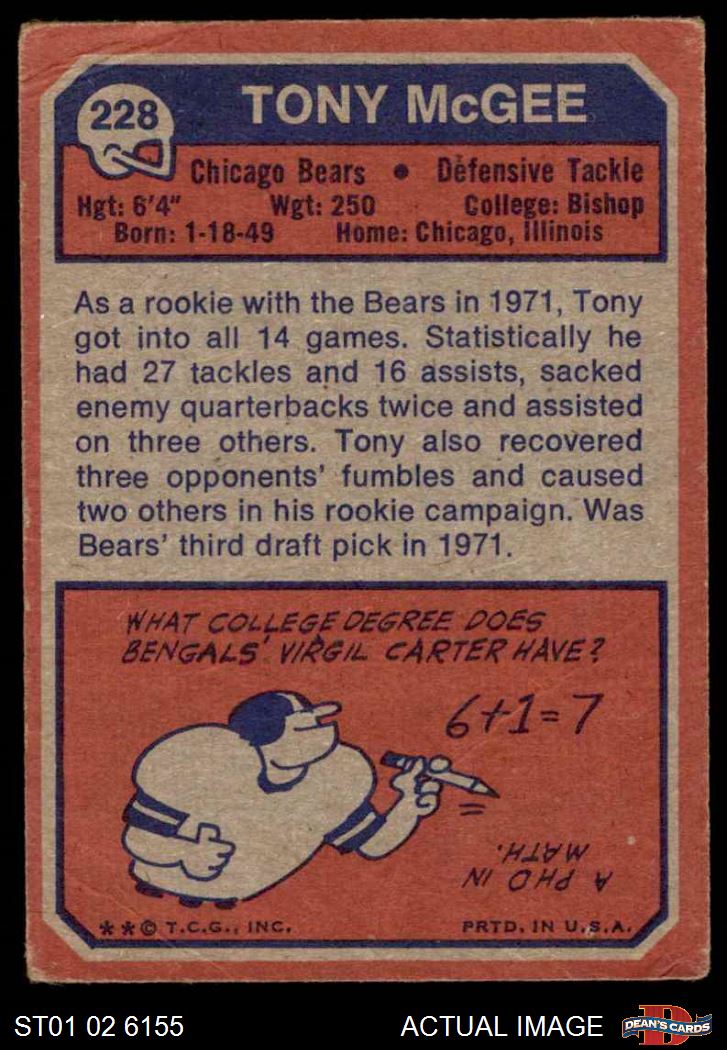 228
TONY McGEE
Chicago Bears • Defensive Tackle
Hgt: 6'4" Wgt: 250 College: Bishop
Born: 1-18-49 Home: Chicago, Illinois
As a rookie with the Bears in 1971, Tony
got into all 14 games. Statistically he
had 27 tackles and 16 assists, sacked
enemy quarterbacks twice and assisted
on three others. Tony also recovered
three opponents' fumbles and caused
two others in his rookie campaign. Was
Bears' third draft pick in 1971.
WHAT COLLEGE DEGREE DOES
BENGALS' VIRGIL CARTER HAVE?
6+1=7
A PHD IN
MATH.
**© T.C.G., INC. PRTD. IN U.S.A.
ST01 02 6155 ACTUAL IMAGE
D
DEAN'S CARDS